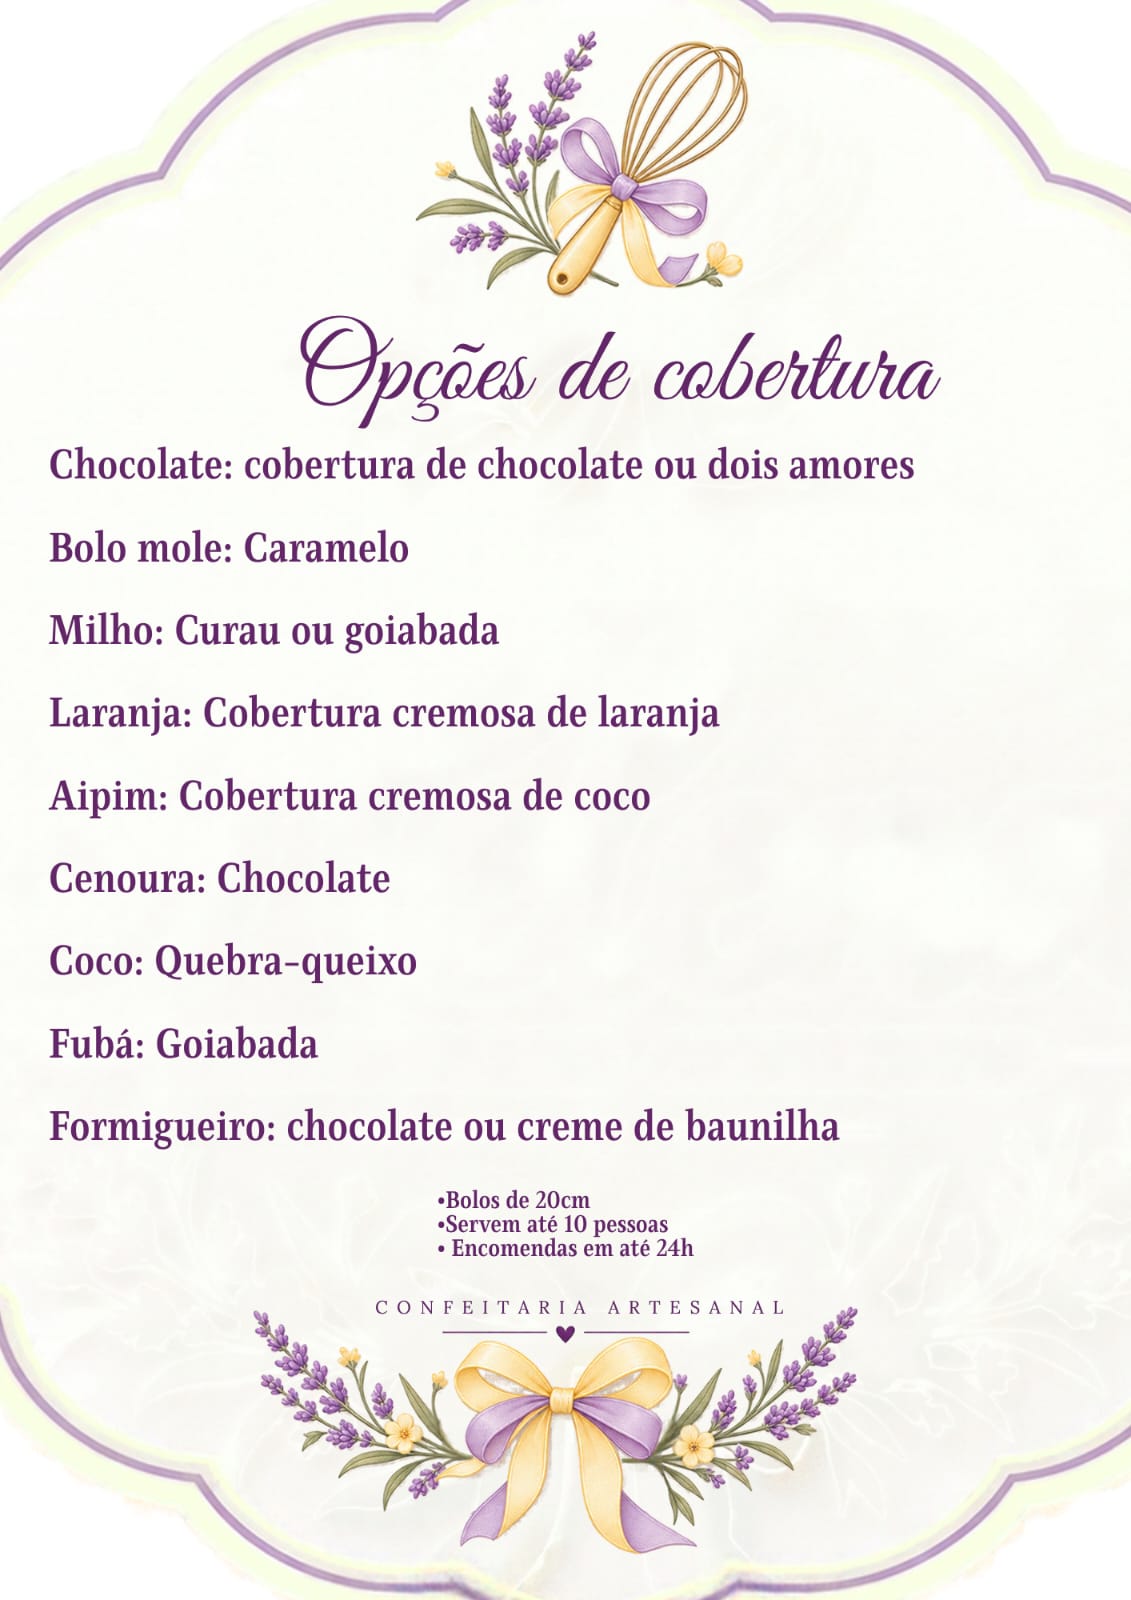 Opções de cobertura
Chocolate: cobertura de chocolate ou dois amores
Bolo mole: Caramelo
Milho: Curau ou goiabada
Laranja: Cobertura cremosa de laranja
Aipim: Cobertura cremosa de coco
Cenoura: Chocolate
Coco: Quebra-queixo
Fubá: Goiabada
Formigueiro: chocolate ou creme de baunilha
•Bolos de 20cm
•Servem até 10 pessoas
• Encomendas em até 24h
CONFEITARIA ARTESANAL